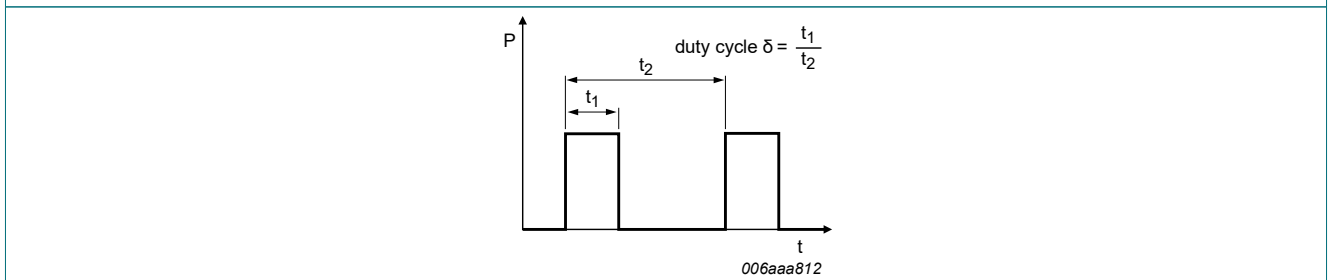 P
duty cycle δ = t₁/t₂
t₂
t₁
t
006aaa812